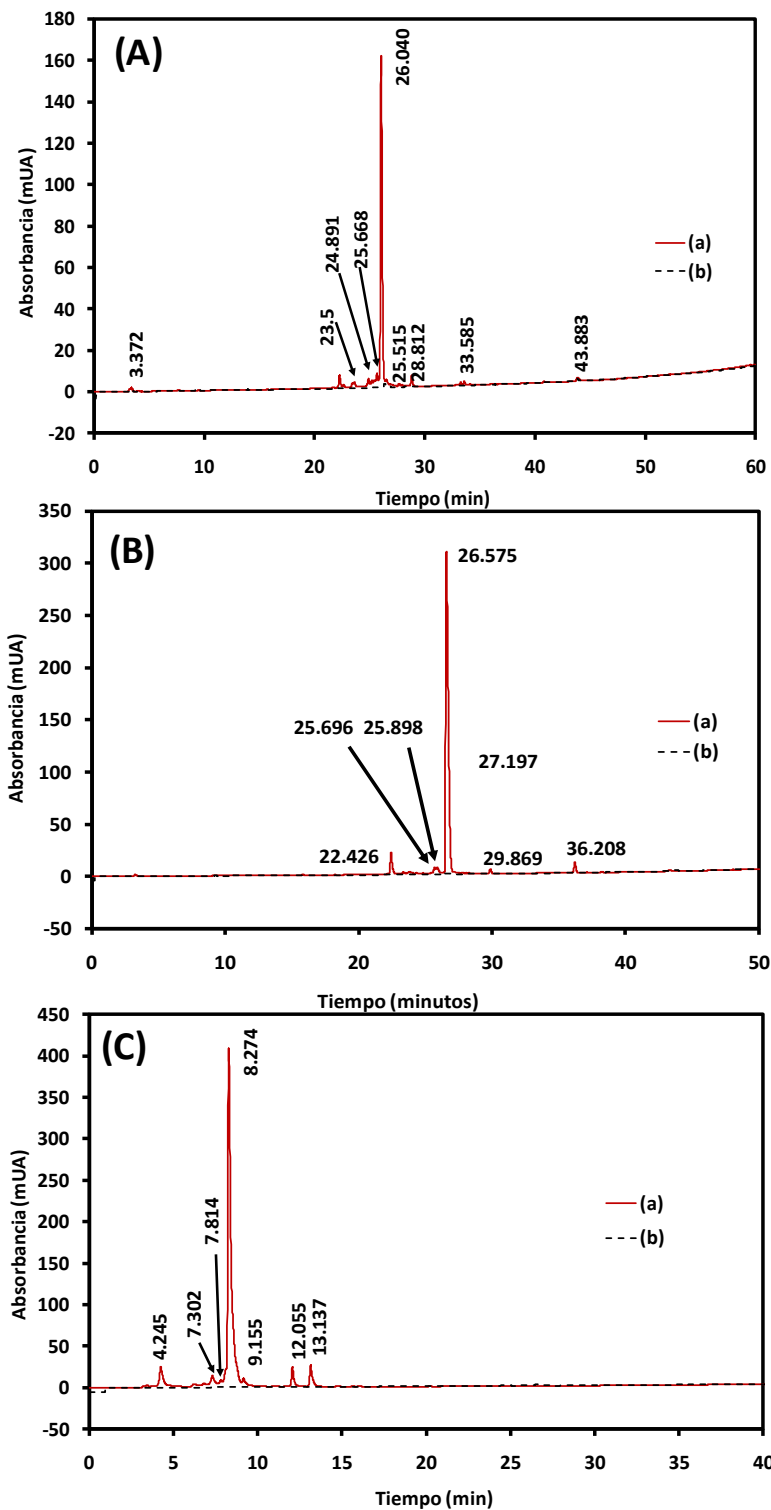 (A)
Absorbancia (mUA)
180
160
140
120
100
80
60
40
20
0
-20
3.372
23.5
24.891
25.668
26.040
25.515
28.812
33.585
43.883
(a)
(b)
0 10 20 30 40 50 60
Tiempo (min)
(B)
Absorbancia (mUA)
350
300
250
200
150
100
50
0
-50
26.575
25.696 25.898
27.197
22.426
29.869
36.208
(a)
(b)
0 10 20 30 40 50
Tiempo (minutos)
(C)
Absorbancia (mUA)
450
400
350
300
250
200
150
100
50
0
-50
4.245
7.302
7.814
8.274
9.155
12.055
13.137
(a)
(b)
0 5 10 15 20 25 30 35 40
Tiempo (min)